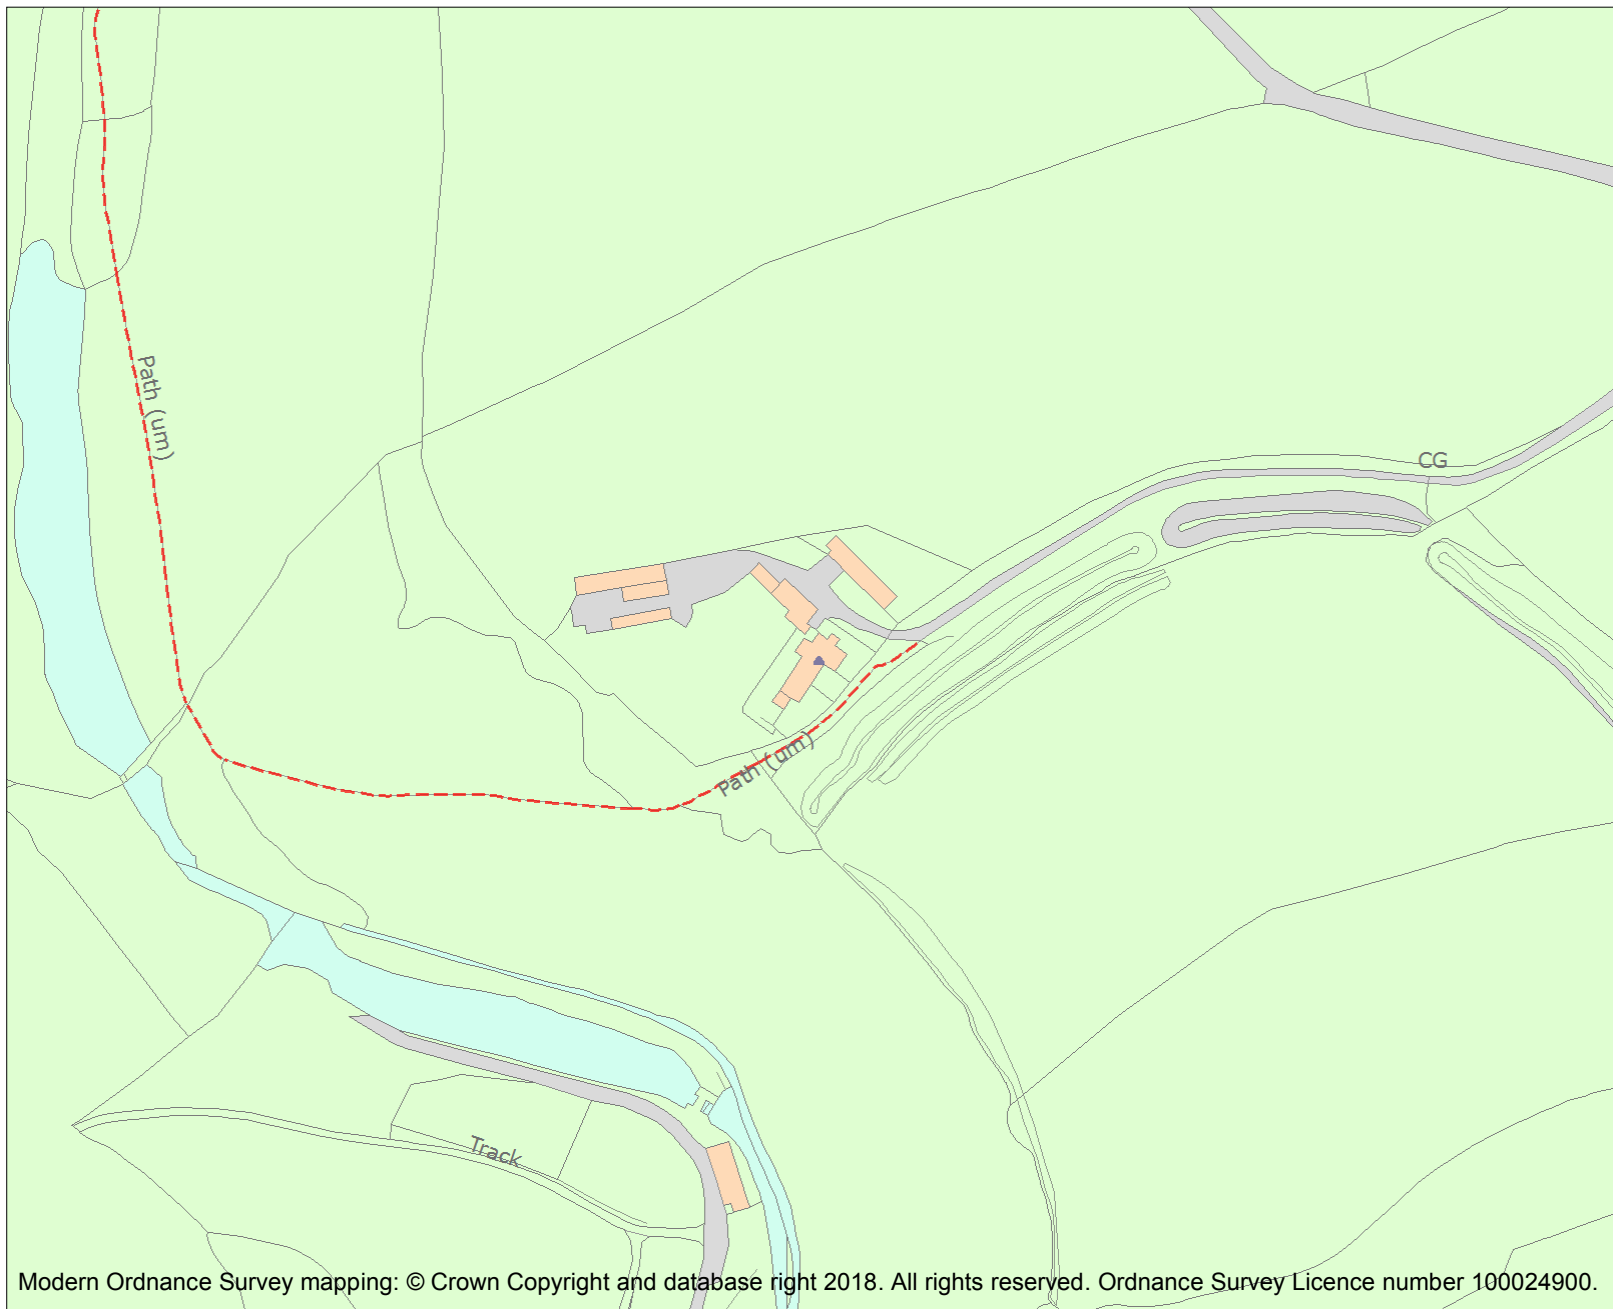 Path (um)
CG
Path (um)
Track
Modern Ordnance Survey mapping: © Crown Copyright and database right 2018. All rights reserved. Ordnance Survey Licence number 100024900.